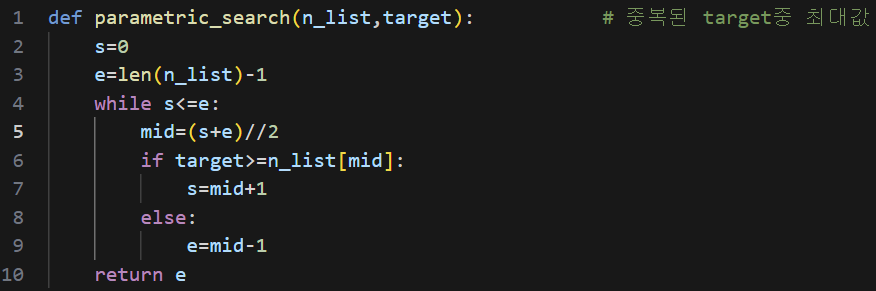 1 def parametric_search(n_list,target): # 중복된 target중 최대값
2 s=0
3 e=len(n_list)-1
4 while s<=e:
5 mid=(s+e)//2
6 if target>=n_list[mid]:
7 s=mid+1
8 else:
9 e=mid-1
10 return e